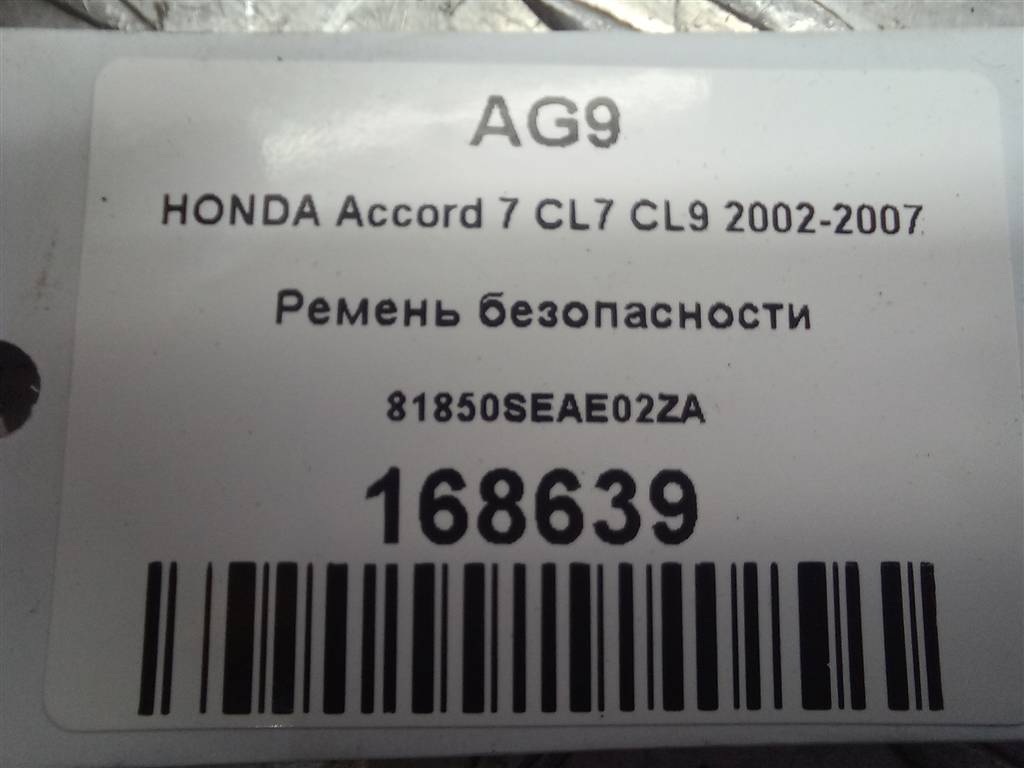 AG9
HONDA Accord 7 CL7 CL9 2002-2007
Ремень безопасности
81850SEAE02ZA
168639